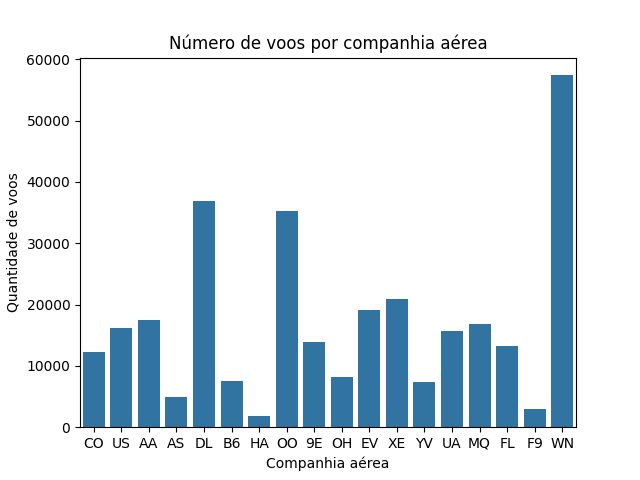 Número de voos por companhia aérea
Quantidade de voos
60000
50000
40000
30000
20000
10000
0
CO US AA AS DL B6 HA OO 9E OH EV XE YV UA MQ FL F9 WN
Companhia aérea